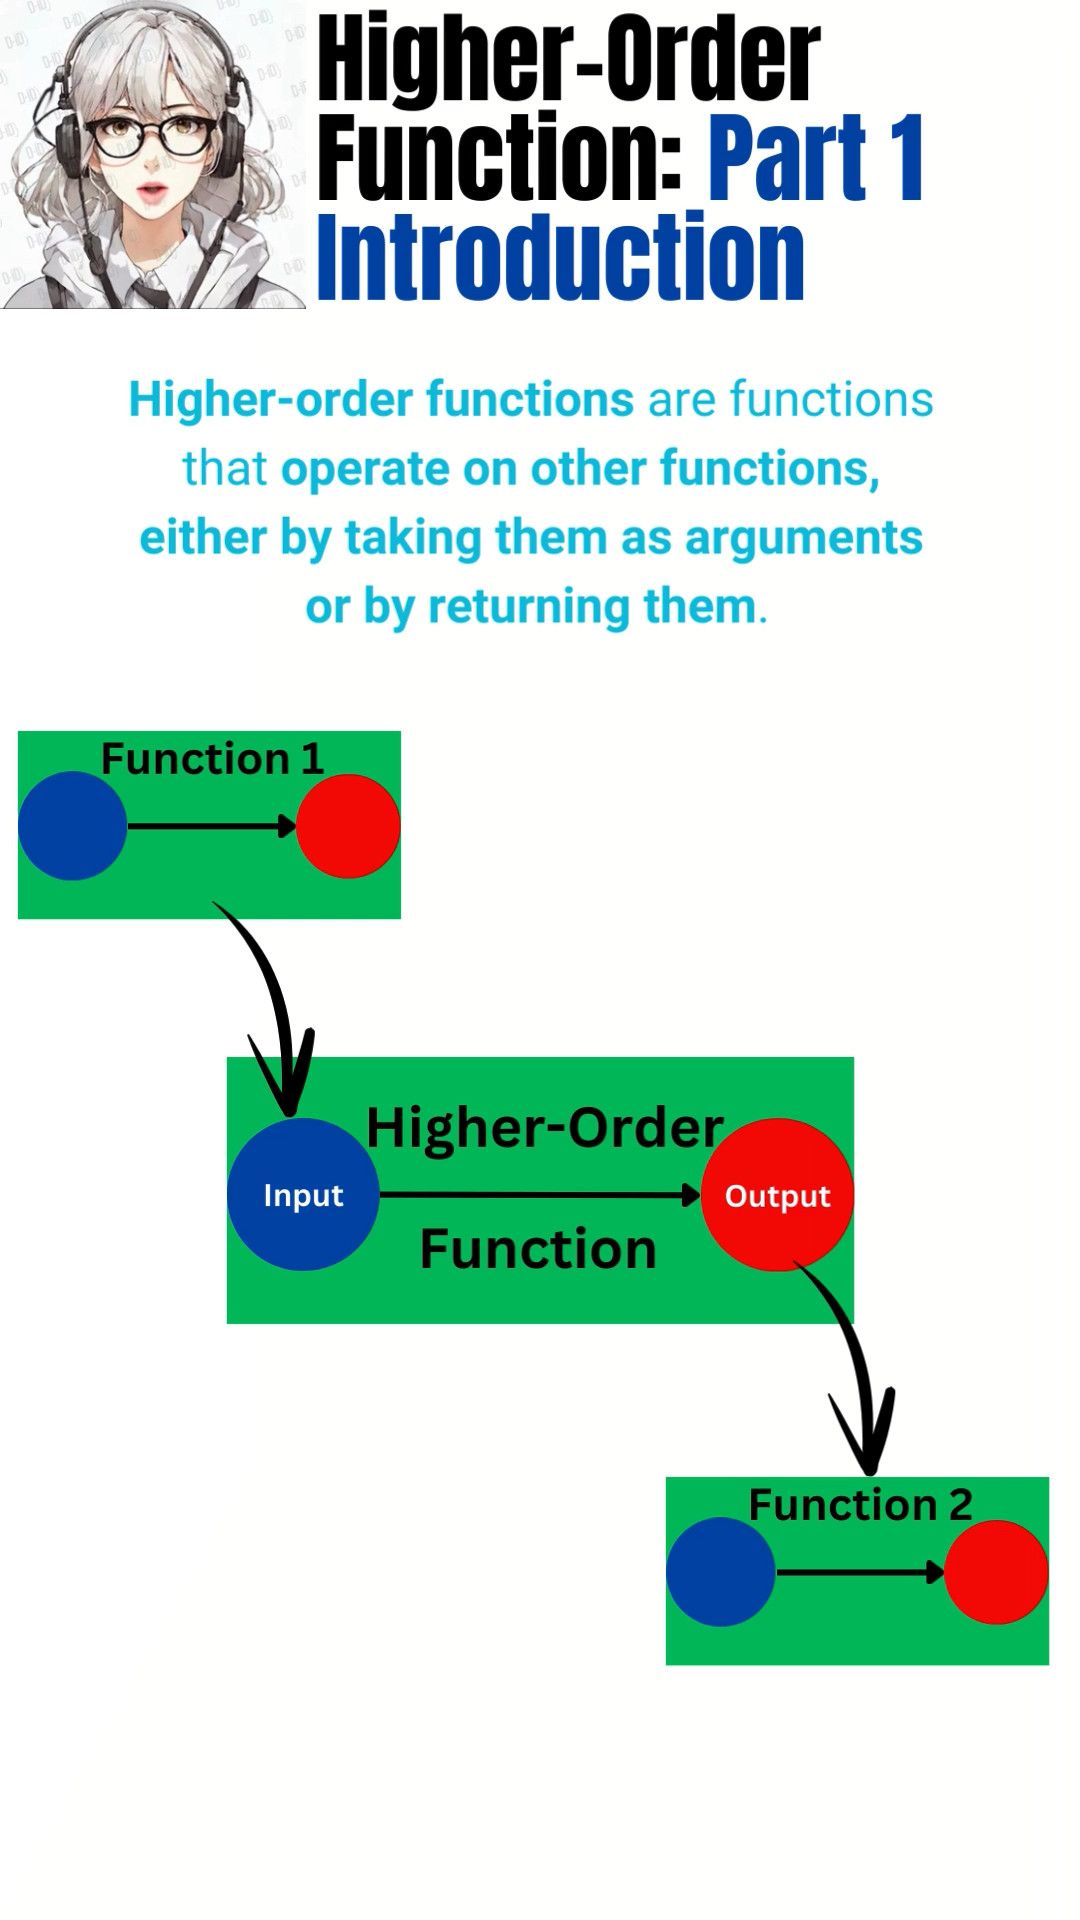 Higher-Order
Function: Part 1
Introduction
Higher-order functions are functions
that operate on other functions,
either by taking them as arguments
or by returning them.
Function 1
Higher-Order
Input
Output
Function
Function 2